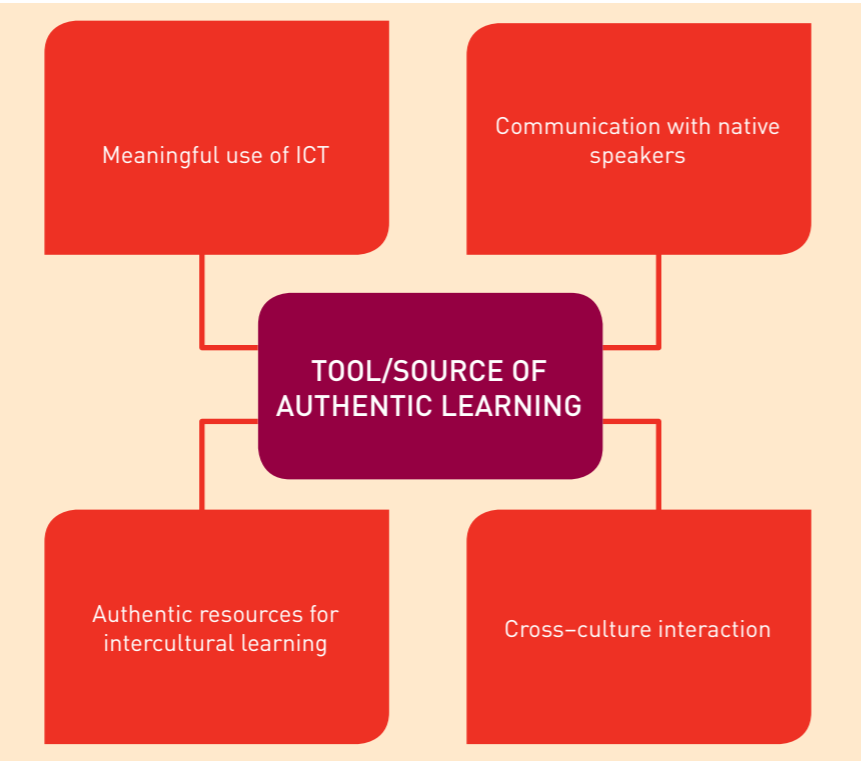 Meaningful use of ICT
Communication with native
speakers
TOOL/SOURCE OF
AUTHENTIC LEARNING
Authentic resources for
intercultural learning
Cross–culture interaction